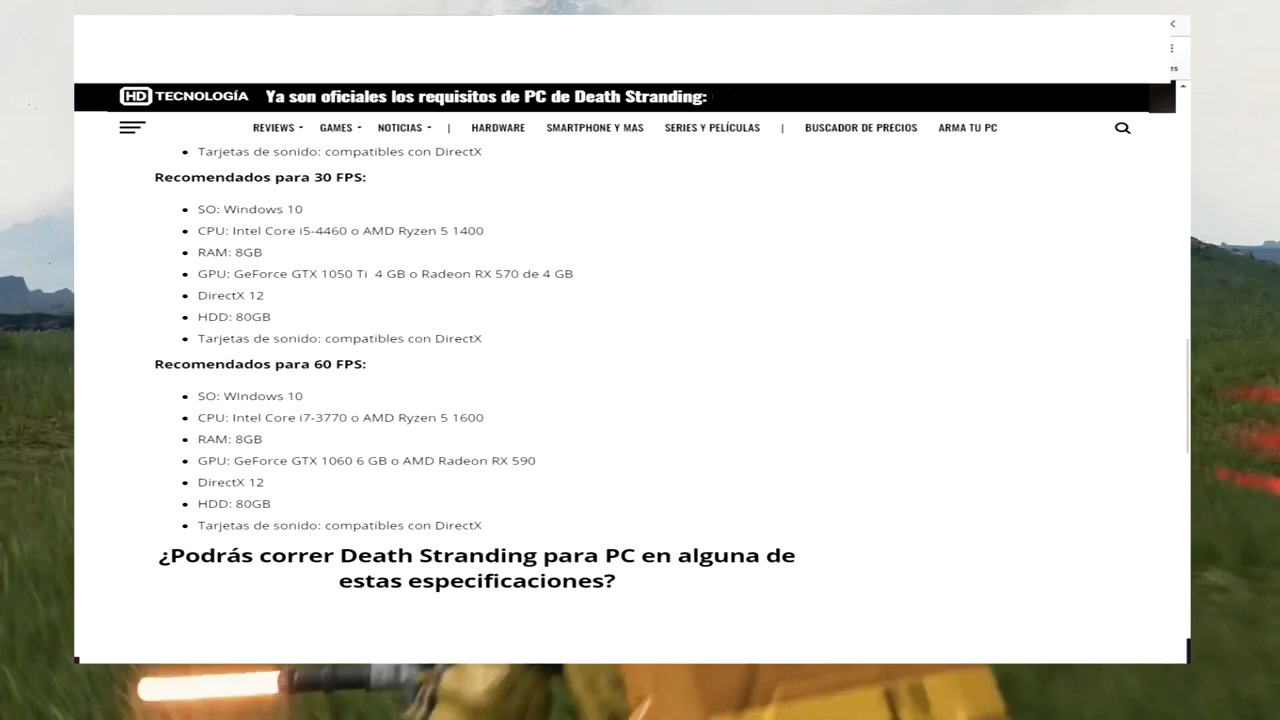 HD TECNOLOGÍA Ya son oficiales los requisitos de PC de Death Stranding:
REVIEWS GAMES NOTICIAS | HARDWARE SMARTPHONE Y MAS SERIES Y PELÍCULAS | BUSCADOR DE PRECIOS ARMA TU PC
• Tarjetas de sonido: compatibles con DirectX
Recomendados para 30 FPS:
• SO: Windows 10
• CPU: Intel Core i5-4460 o AMD Ryzen 5 1400
• RAM: 8GB
• GPU: GeForce GTX 1050 Ti 4 GB o Radeon RX 570 de 4 GB
• DirectX 12
• HDD: 80GB
• Tarjetas de sonido: compatibles con DirectX
Recomendados para 60 FPS:
• SO: WIndows 10
• CPU: Intel Core i7-3770 o AMD Ryzen 5 1600
• RAM: 8GB
• GPU: GeForce GTX 1060 6 GB o AMD Radeon RX 590
• DirectX 12
• HDD: 80GB
• Tarjetas de sonido: compatibles con DirectX
¿Podrás correr Death Stranding para PC en alguna de
estas especificaciones?